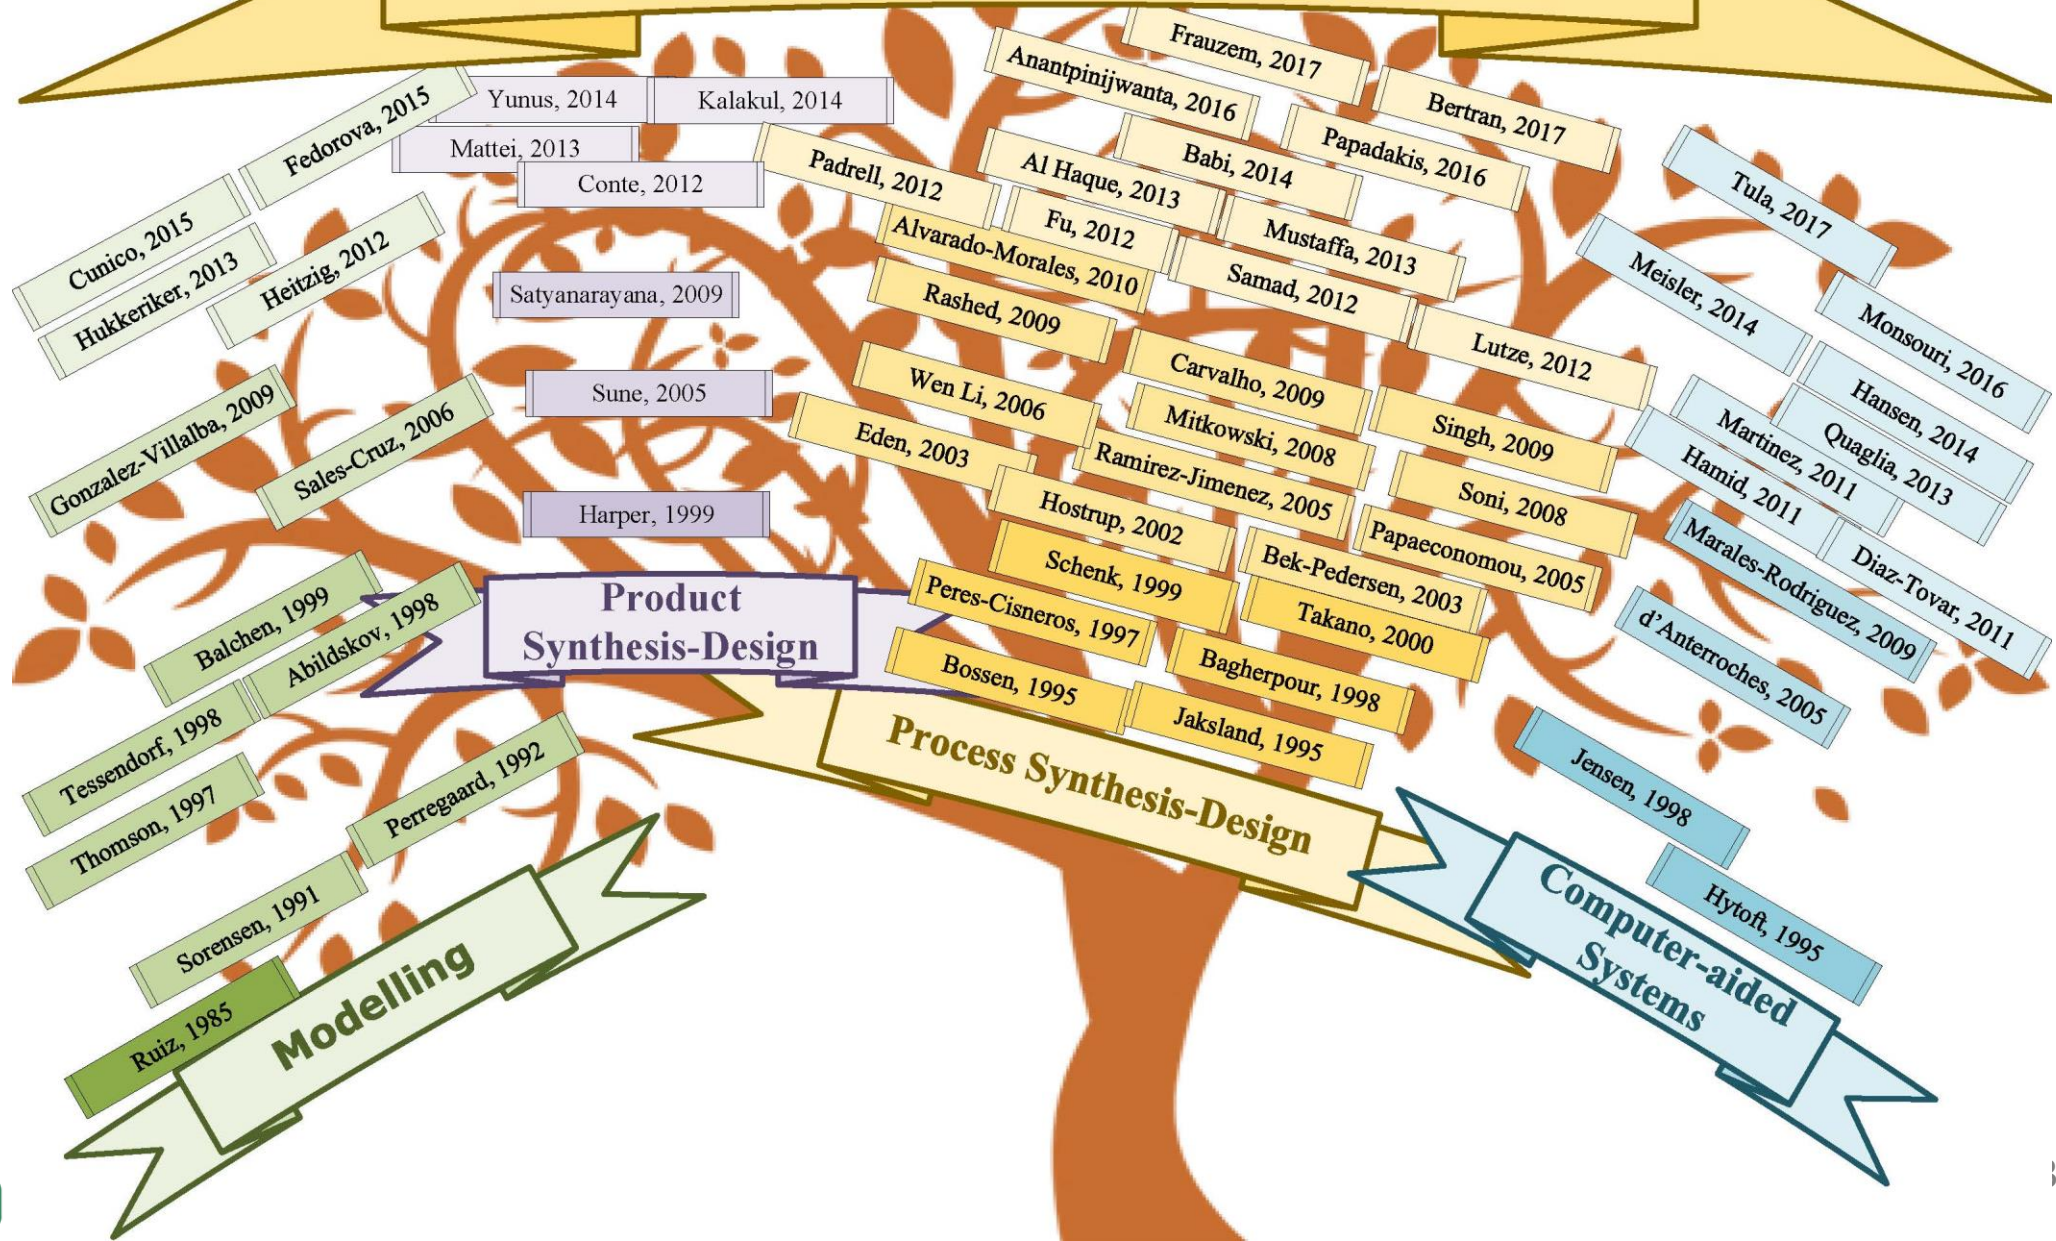 Fedorova, 2015
Cunico, 2015
Hukkeriker, 2013
Heitzig, 2012
Gonzalez-Villalba, 2009
Sales-Cruz, 2006
Balchen, 1999
Abildskov, 1998
Tessendorf, 1998
Thomson, 1997
Perregaard, 1992
Sorensen, 1991
Ruiz, 1985
Modelling
Yunus, 2014
Kalakul, 2014
Mattei, 2013
Conte, 2012
Satyanarayana, 2009
Sune, 2005
Harper, 1999
Product
Synthesis-Design
Frauzem, 2017
Anantpinijwanta, 2016
Bertran, 2017
Papadakis, 2016
Babi, 2014
Al Haque, 2013
Padrell, 2012
Fu, 2012
Mustaffa, 2013
Alvarado-Morales, 2010
Samad, 2012
Rashed, 2009
Lutze, 2012
Carvalho, 2009
Wen Li, 2006
Mitkowski, 2008
Singh, 2009
Eden, 2003
Ramirez-Jimenez, 2005
Soni, 2008
Hostrup, 2002
Papaeconomou, 2005
Schenk, 1999
Bek-Pedersen, 2003
Peres-Cisneros, 1997
Takano, 2000
Bossen, 1995
Bagherpour, 1998
Jaksland, 1995
Process Synthesis-Design
Tula, 2017
Meisler, 2014
Monsouri, 2016
Hansen, 2014
Quaglia, 2013
Martinez, 2011
Hamid, 2011
Diaz-Tovar, 2011
Marales-Rodriguez, 2009
d’Anterroches, 2005
Jensen, 1998
Hytoft, 1995
Computer-aided
Systems